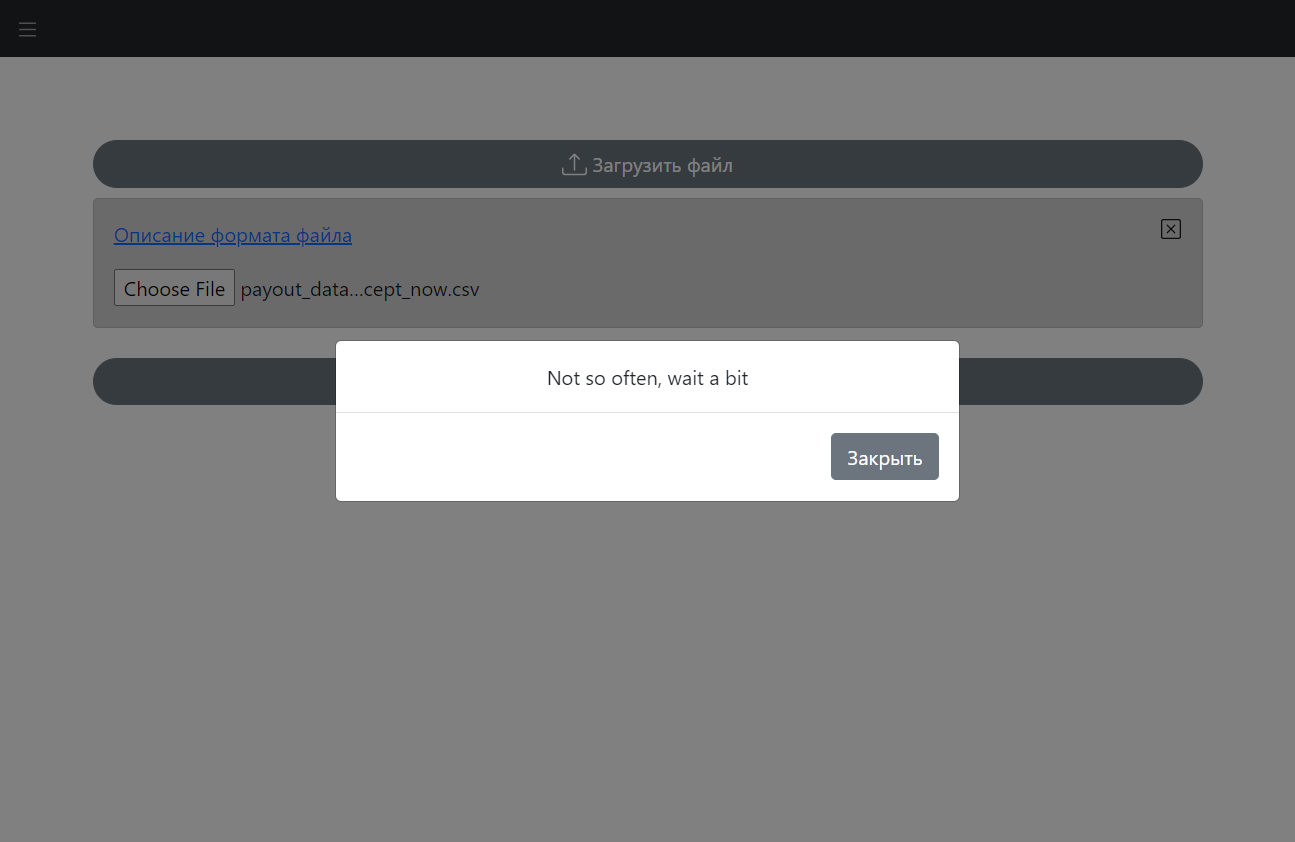 Загрузить файл
Описание формата файла
Choose File payout_data...cept_now.csv
Not so often, wait a bit
Закрыть